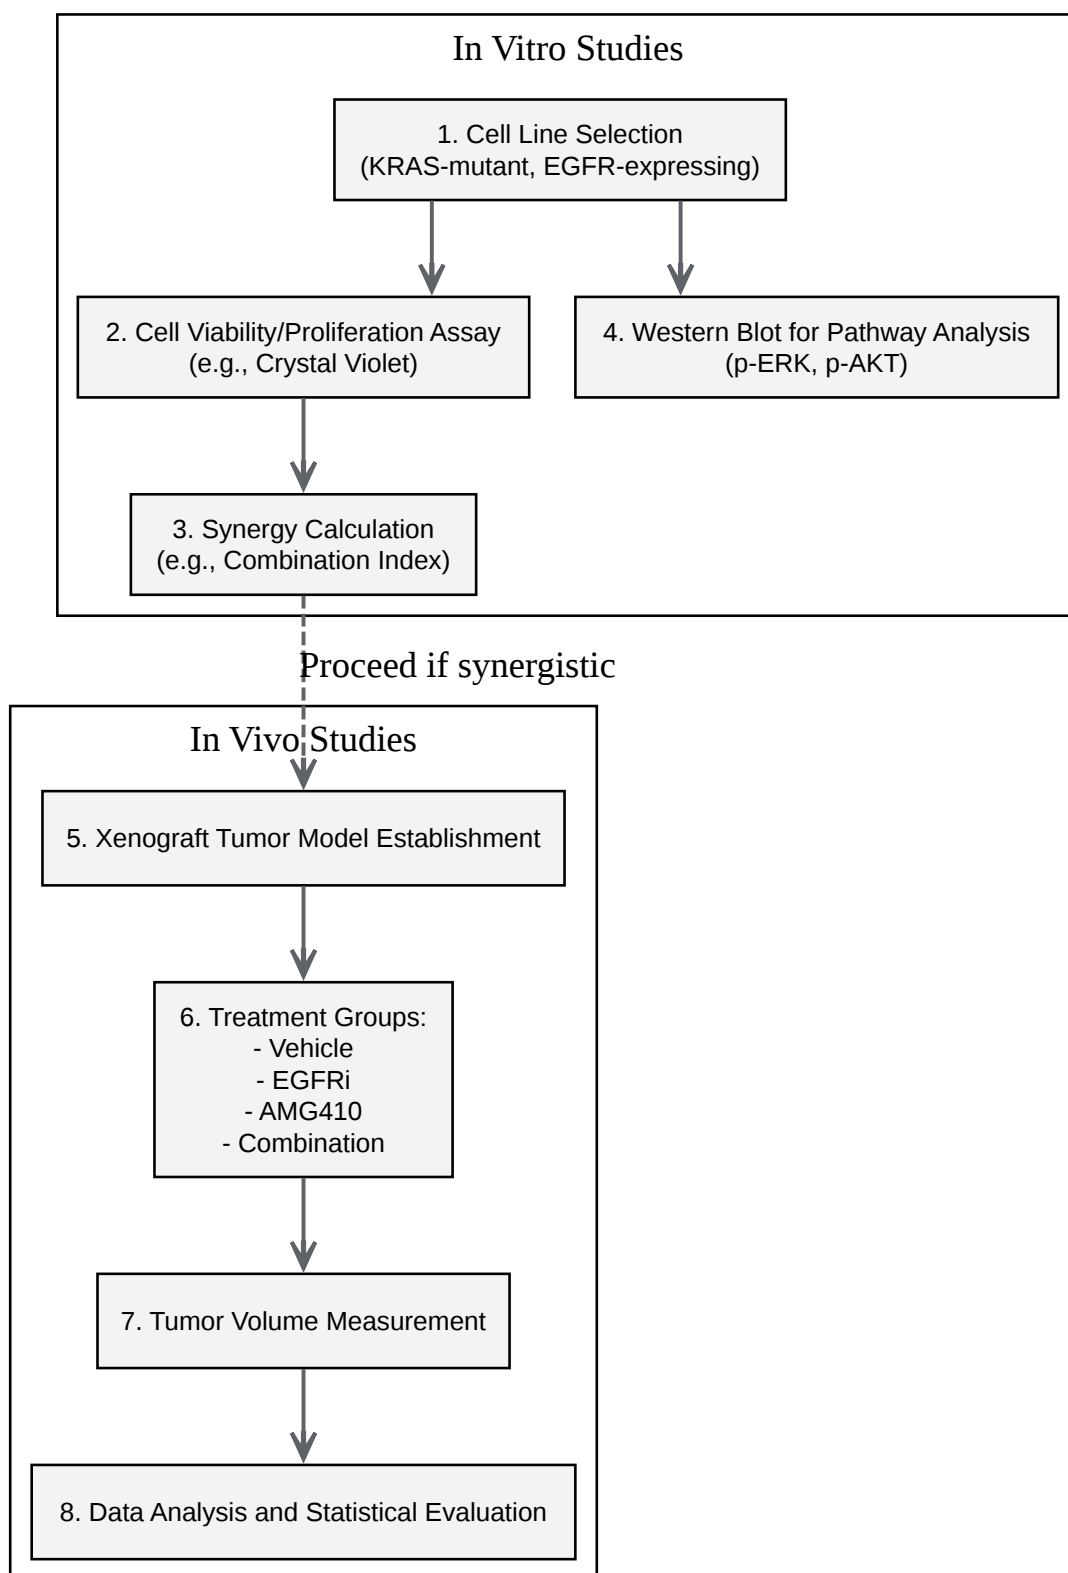 In Vitro Studies
1. Cell Line Selection
(KRAS-mutant, EGFR-expressing)
2. Cell Viability/Proliferation Assay
(e.g., Crystal Violet)
4. Western Blot for Pathway Analysis
(p-ERK, p-AKT)
3. Synergy Calculation
(e.g., Combination Index)
Proceed if synergistic
In Vivo Studies
5. Xenograft Tumor Model Establishment
6. Treatment Groups:
- Vehicle
- EGFRi
- AMG410
- Combination
7. Tumor Volume Measurement
8. Data Analysis and Statistical Evaluation